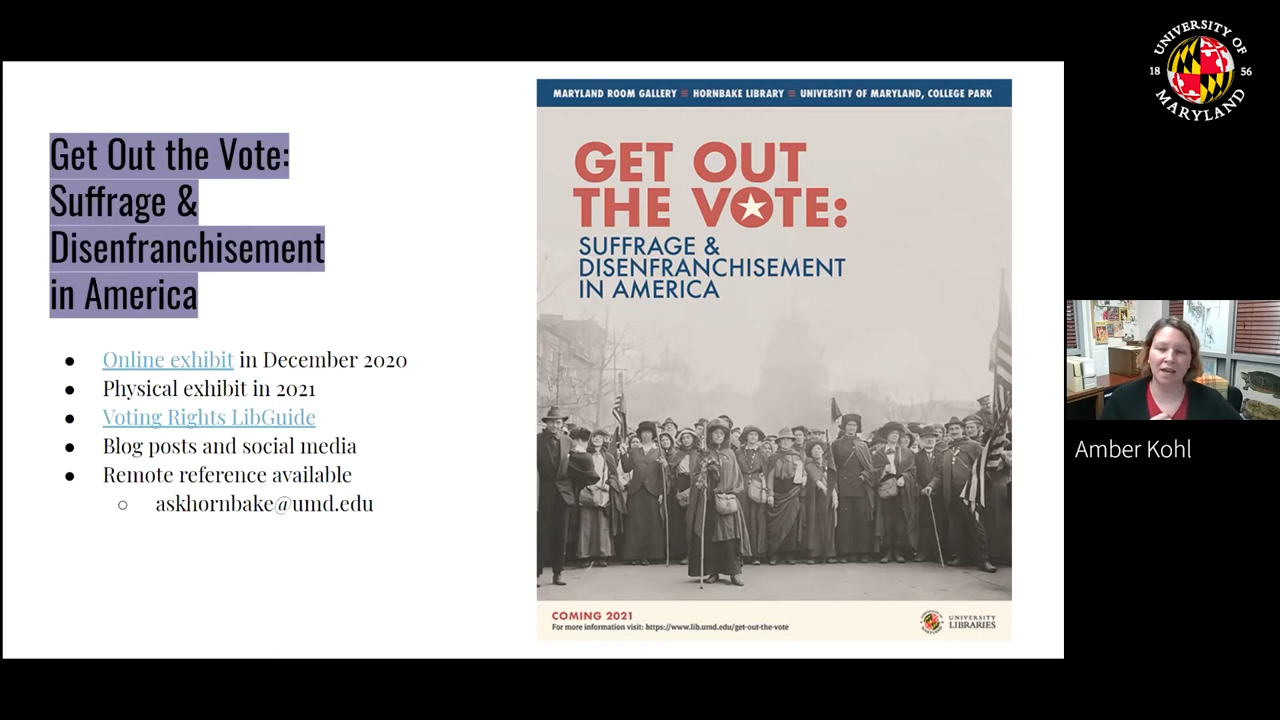 UNIVERSITY OF
18 56
MARYLAND
Get Out the Vote:
Suffrage &
Disenfranchisement
in America
● Online exhibit in December 2020
● Physical exhibit in 2021
● Voting Rights LibGuide
● Blog posts and social media
● Remote reference available
○ askhornbake@umd.edu
MARYLAND ROOM GALLERY ≡ HORNBAKE LIBRARY ≡ UNIVERSITY OF MARYLAND, COLLEGE PARK
GET OUT
THE VOTE:
SUFFRAGE &
DISENFRANCHISEMENT
IN AMERICA
COMING 2021
For more information visit: https://www.lib.umd.edu/get-out-the-vote
UNIVERSITY
LIBRARIES
Amber Kohl